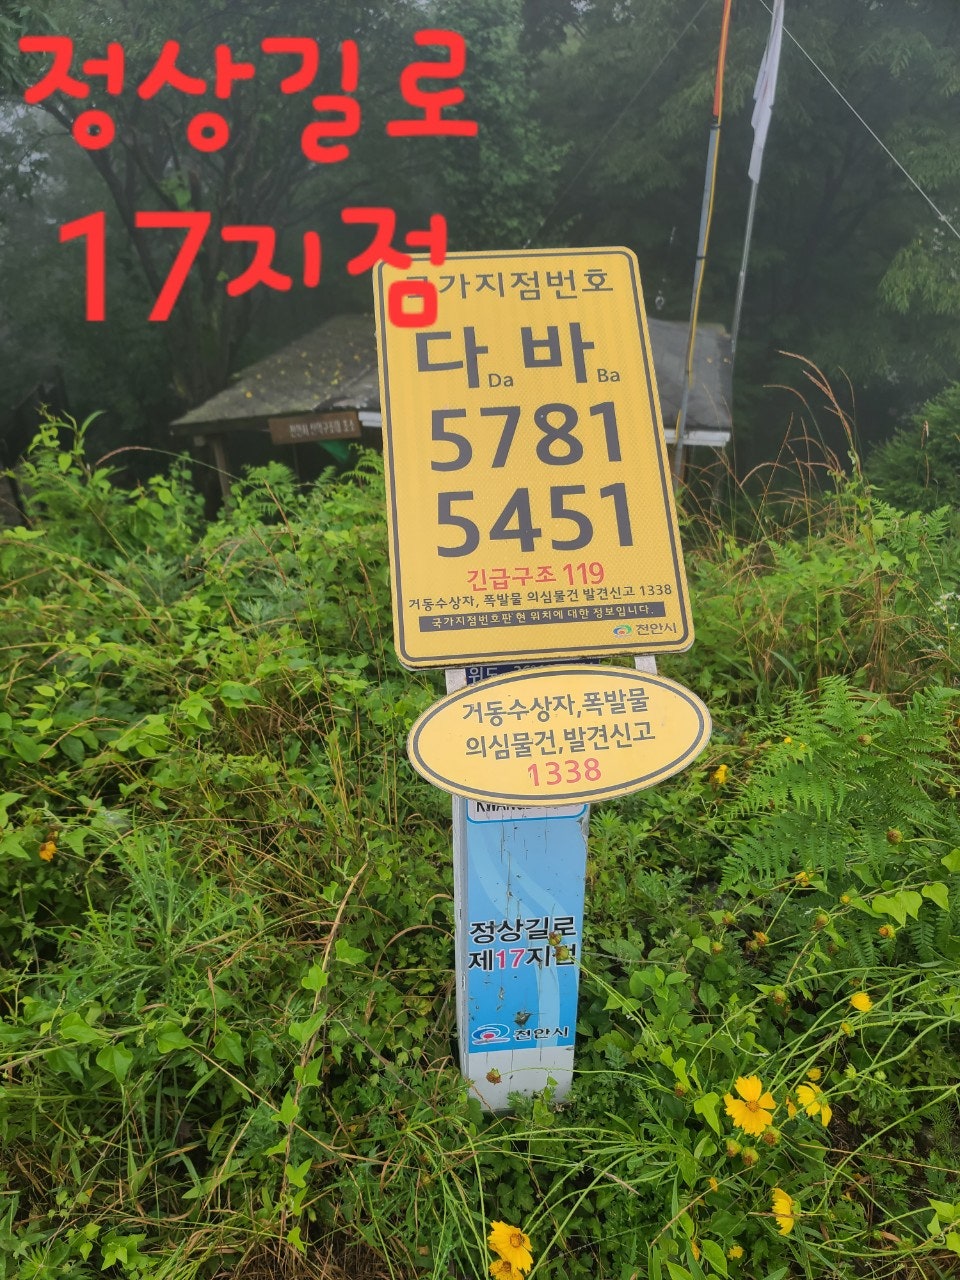 정상길로
17지점
국가지점번호
다 바
Da Ba
5781
5451
긴급구조 119
거동수상자, 폭발물 의심물건 발견신고 1338
국가지점번호판 현 위치에 대한 정보입니다.
천안시
위도
거동수상자,폭발물
의심물건,발견신고
1338
정상길로
제17지점
천안시